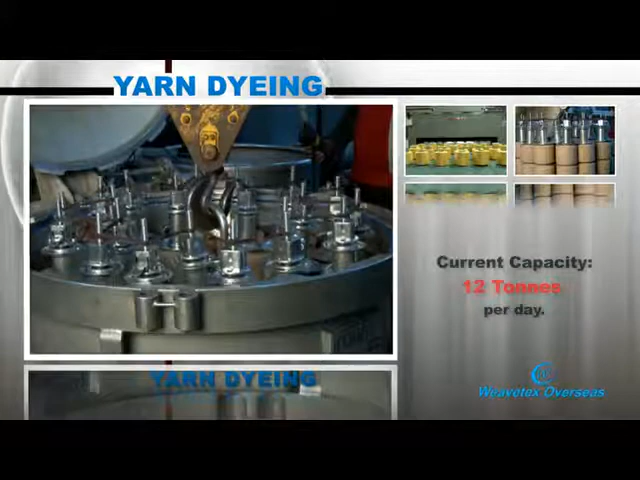 YARN DYEING
Current Capacity:
12 Tonnes
per day.
YARN DYEING
Weavetex Overseas